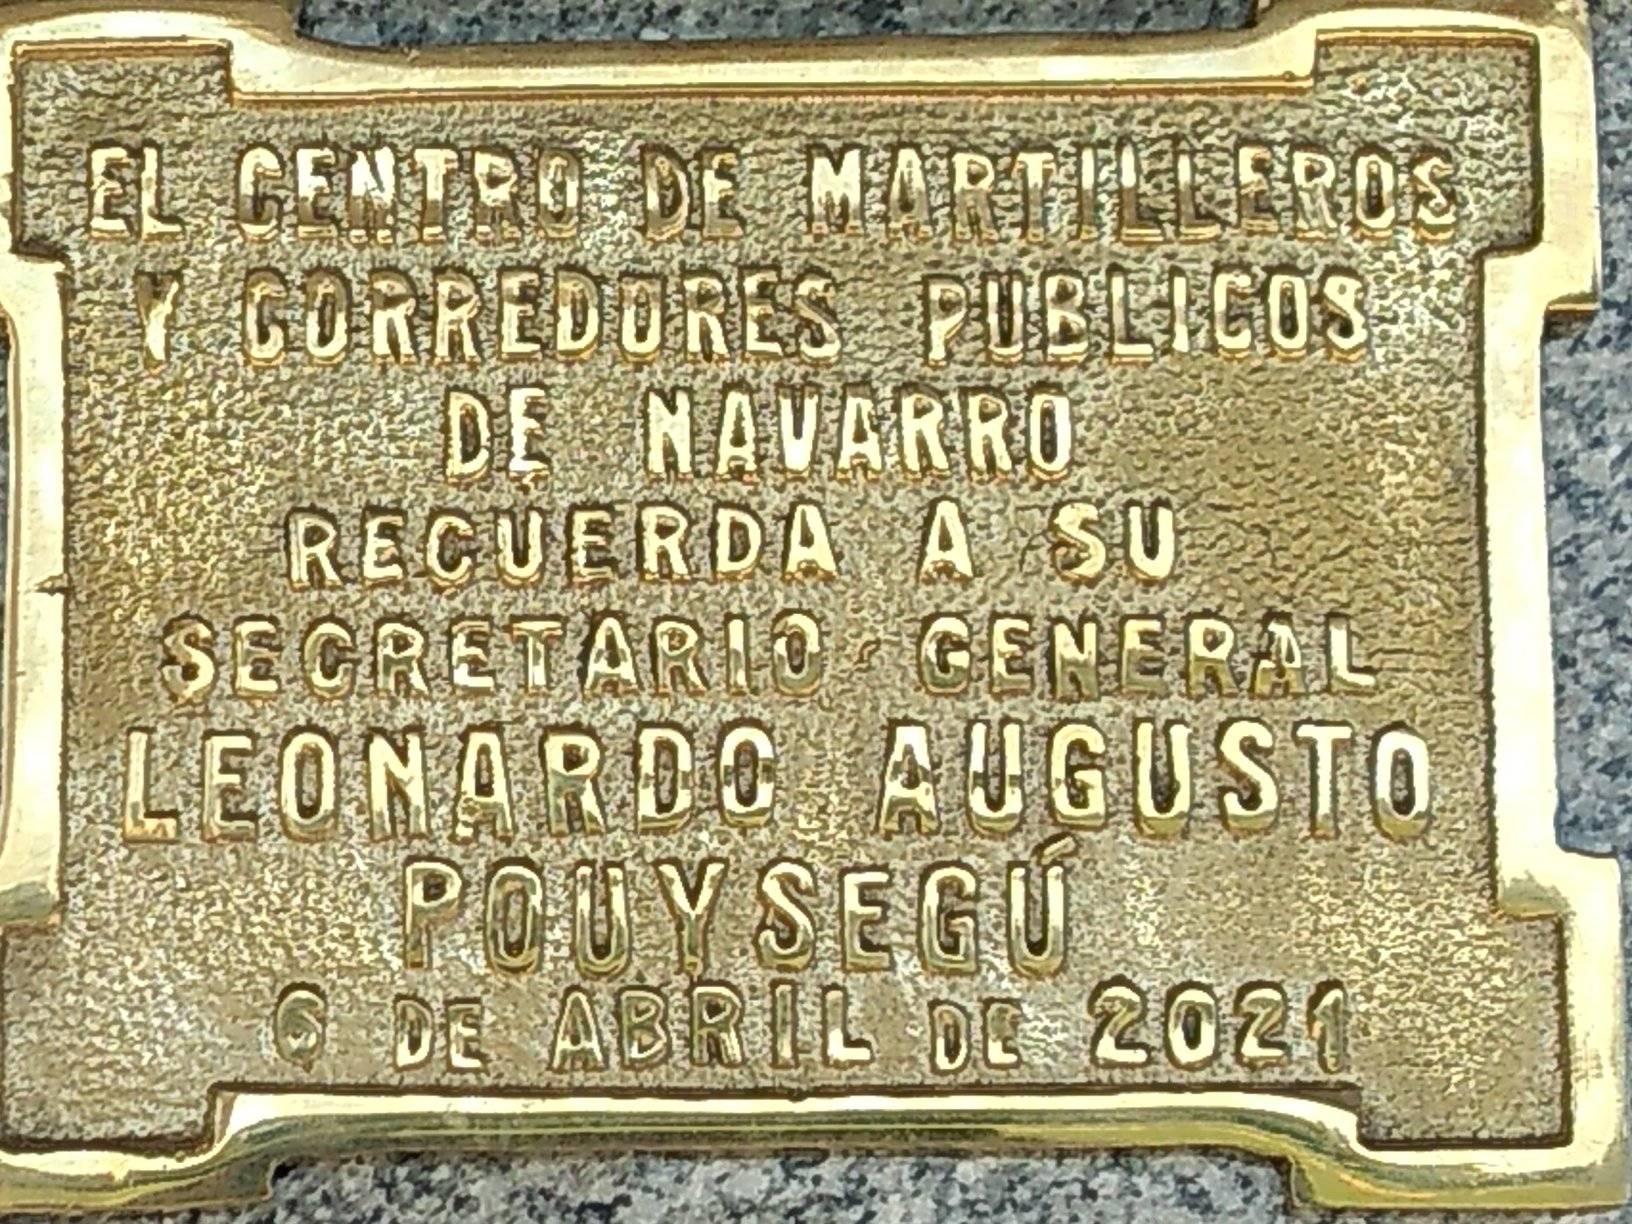 EL CENTRO DE MARTILLEROS
Y CORREDORES PUBLICOS
DE NAVARRO
RECUERDA A SU
SECRETARIO GENERAL
LEONARDO AUGUSTO
POUYSEGÚ
6 DE ABRIL DE 2021